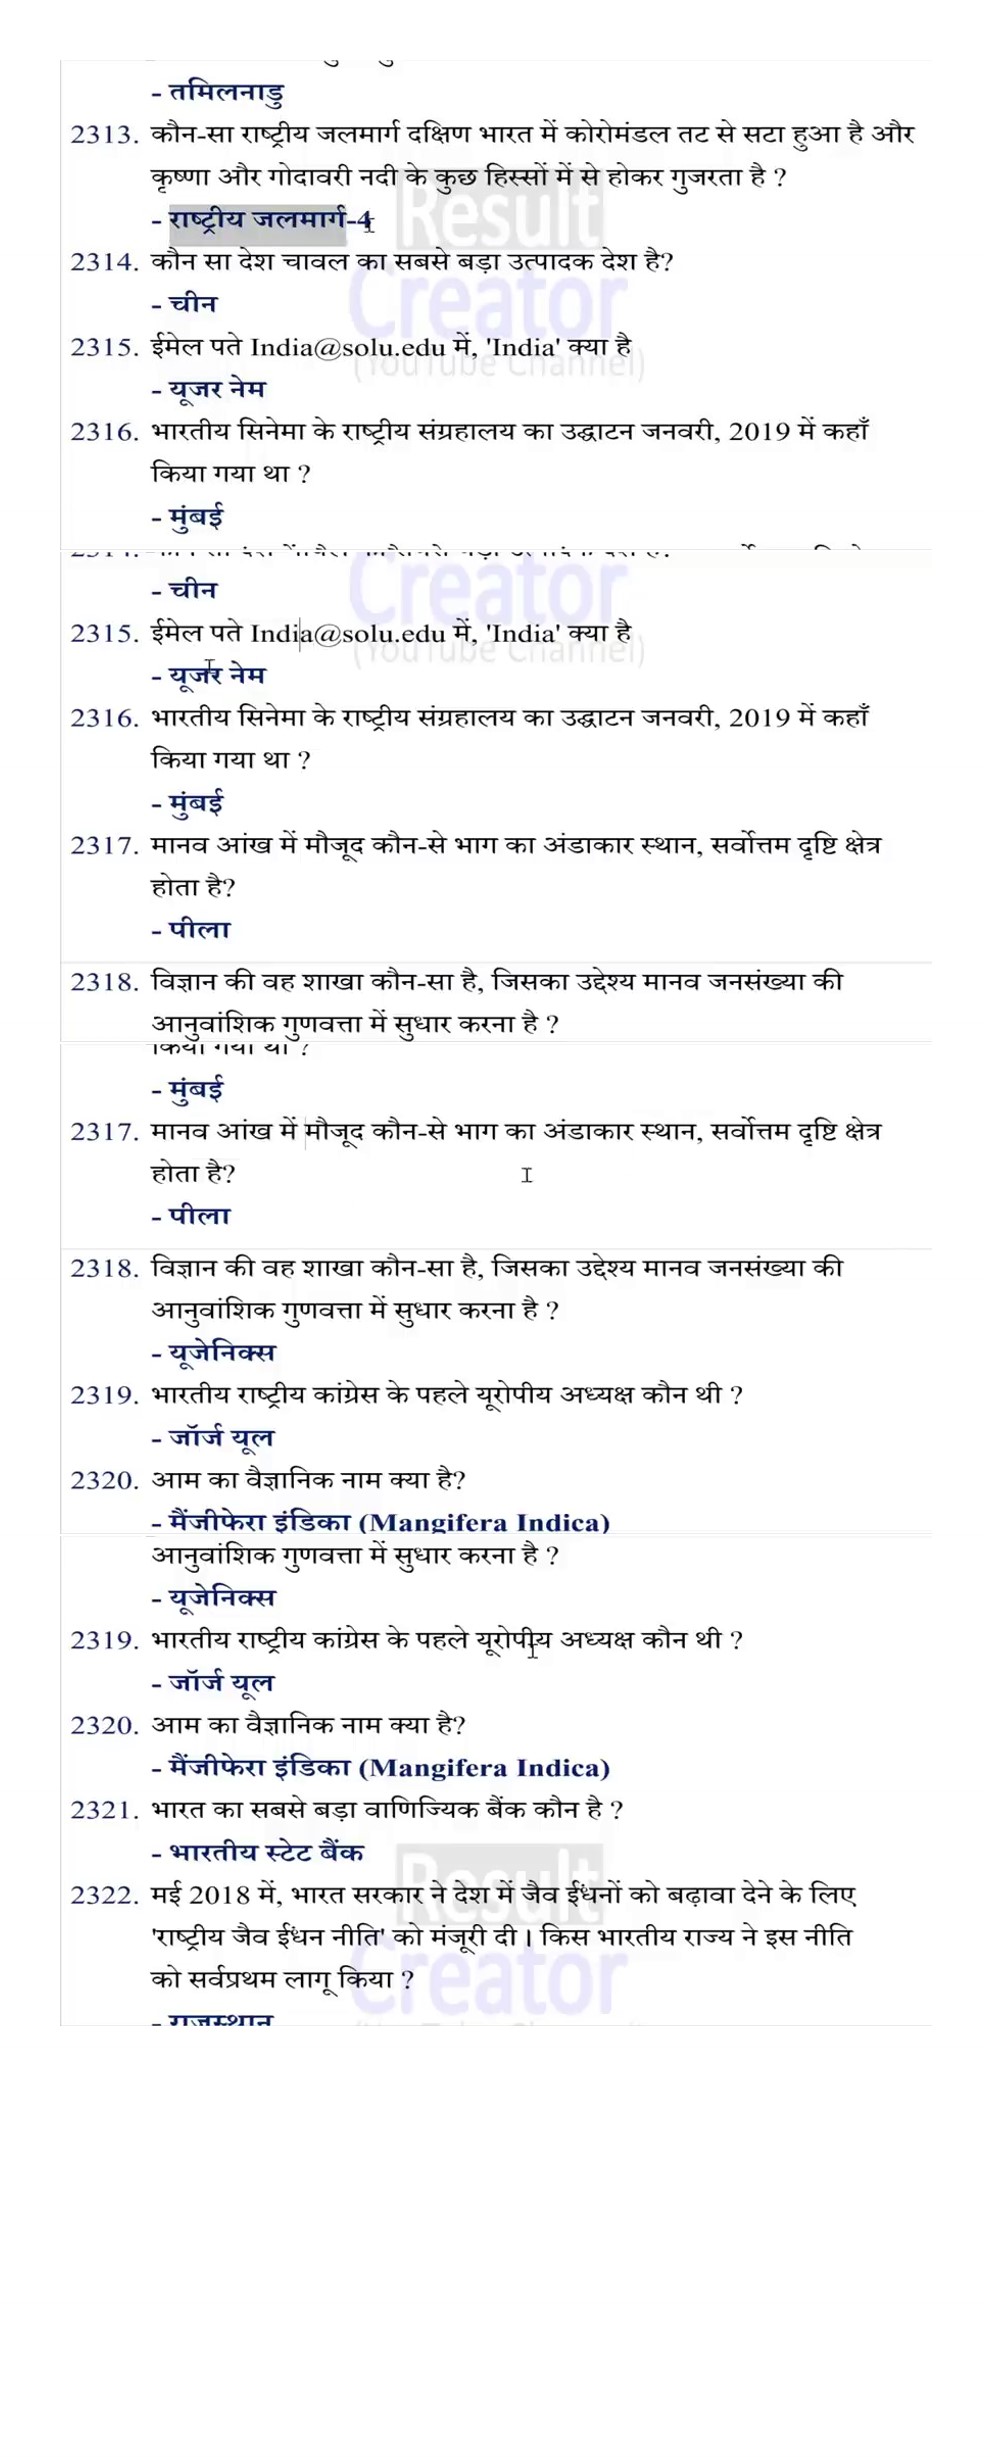 - तमिलनाडु
2313. कौन-सा राष्ट्रीय जलमार्ग दक्षिण भारत में कोरोमंडल तट से सटा हुआ है और
कृष्णा और गोदावरी नदी के कुछ हिस्सों में से होकर गुजरता है ?
- राष्ट्रीय जलमार्ग-4
Result
2314. कौन सा देश चावल का सबसे बड़ा उत्पादक देश है?
- चीन
Creator
2315. ईमेल पते India@solu.edu में, 'India' क्या है
(YouTube Channel)
- यूजर नेम
2316. भारतीय सिनेमा के राष्ट्रीय संग्रहालय का उद्घाटन जनवरी, 2019 में कहाँ
किया गया था ?
- मुंबई
Creator
- चीन
2315. ईमेल पते India@solu.edu में, 'India' क्या है
(YouTube Channel)
- यूजर नेम
2316. भारतीय सिनेमा के राष्ट्रीय संग्रहालय का उद्घाटन जनवरी, 2019 में कहाँ
किया गया था ?
- मुंबई
2317. मानव आंख में मौजूद कौन-से भाग का अंडाकार स्थान, सर्वोत्तम दृष्टि क्षेत्र
होता है?
- पीला
2318. विज्ञान की वह शाखा कौन-सा है, जिसका उद्देश्य मानव जनसंख्या की
आनुवांशिक गुणवत्ता में सुधार करना है ?
किया गया था ?
- मुंबई
2317. मानव आंख में मौजूद कौन-से भाग का अंडाकार स्थान, सर्वोत्तम दृष्टि क्षेत्र
होता है?
- पीला
2318. विज्ञान की वह शाखा कौन-सा है, जिसका उद्देश्य मानव जनसंख्या की
आनुवांशिक गुणवत्ता में सुधार करना है ?
- यूजेनिक्स
2319. भारतीय राष्ट्रीय कांग्रेस के पहले यूरोपीय अध्यक्ष कौन थी ?
- जॉर्ज यूल
2320. आम का वैज्ञानिक नाम क्या है?
- मैंजीफेरा इंडिका (Mangifera Indica)
आनुवांशिक गुणवत्ता में सुधार करना है ?
- यूजेनिक्स
2319. भारतीय राष्ट्रीय कांग्रेस के पहले यूरोपीय अध्यक्ष कौन थी ?
- जॉर्ज यूल
2320. आम का वैज्ञानिक नाम क्या है?
- मैंजीफेरा इंडिका (Mangifera Indica)
2321. भारत का सबसे बड़ा वाणिज्यिक बैंक कौन है ?
- भारतीय स्टेट बैंक
Result
2322. मई 2018 में, भारत सरकार ने देश में जैव ईंधनों को बढ़ावा देने के लिए
'राष्ट्रीय जैव ईंधन नीति' को मंजूरी दी। किस भारतीय राज्य ने इस नीति
Creator
को सर्वप्रथम लागू किया ?
- राजस्थान